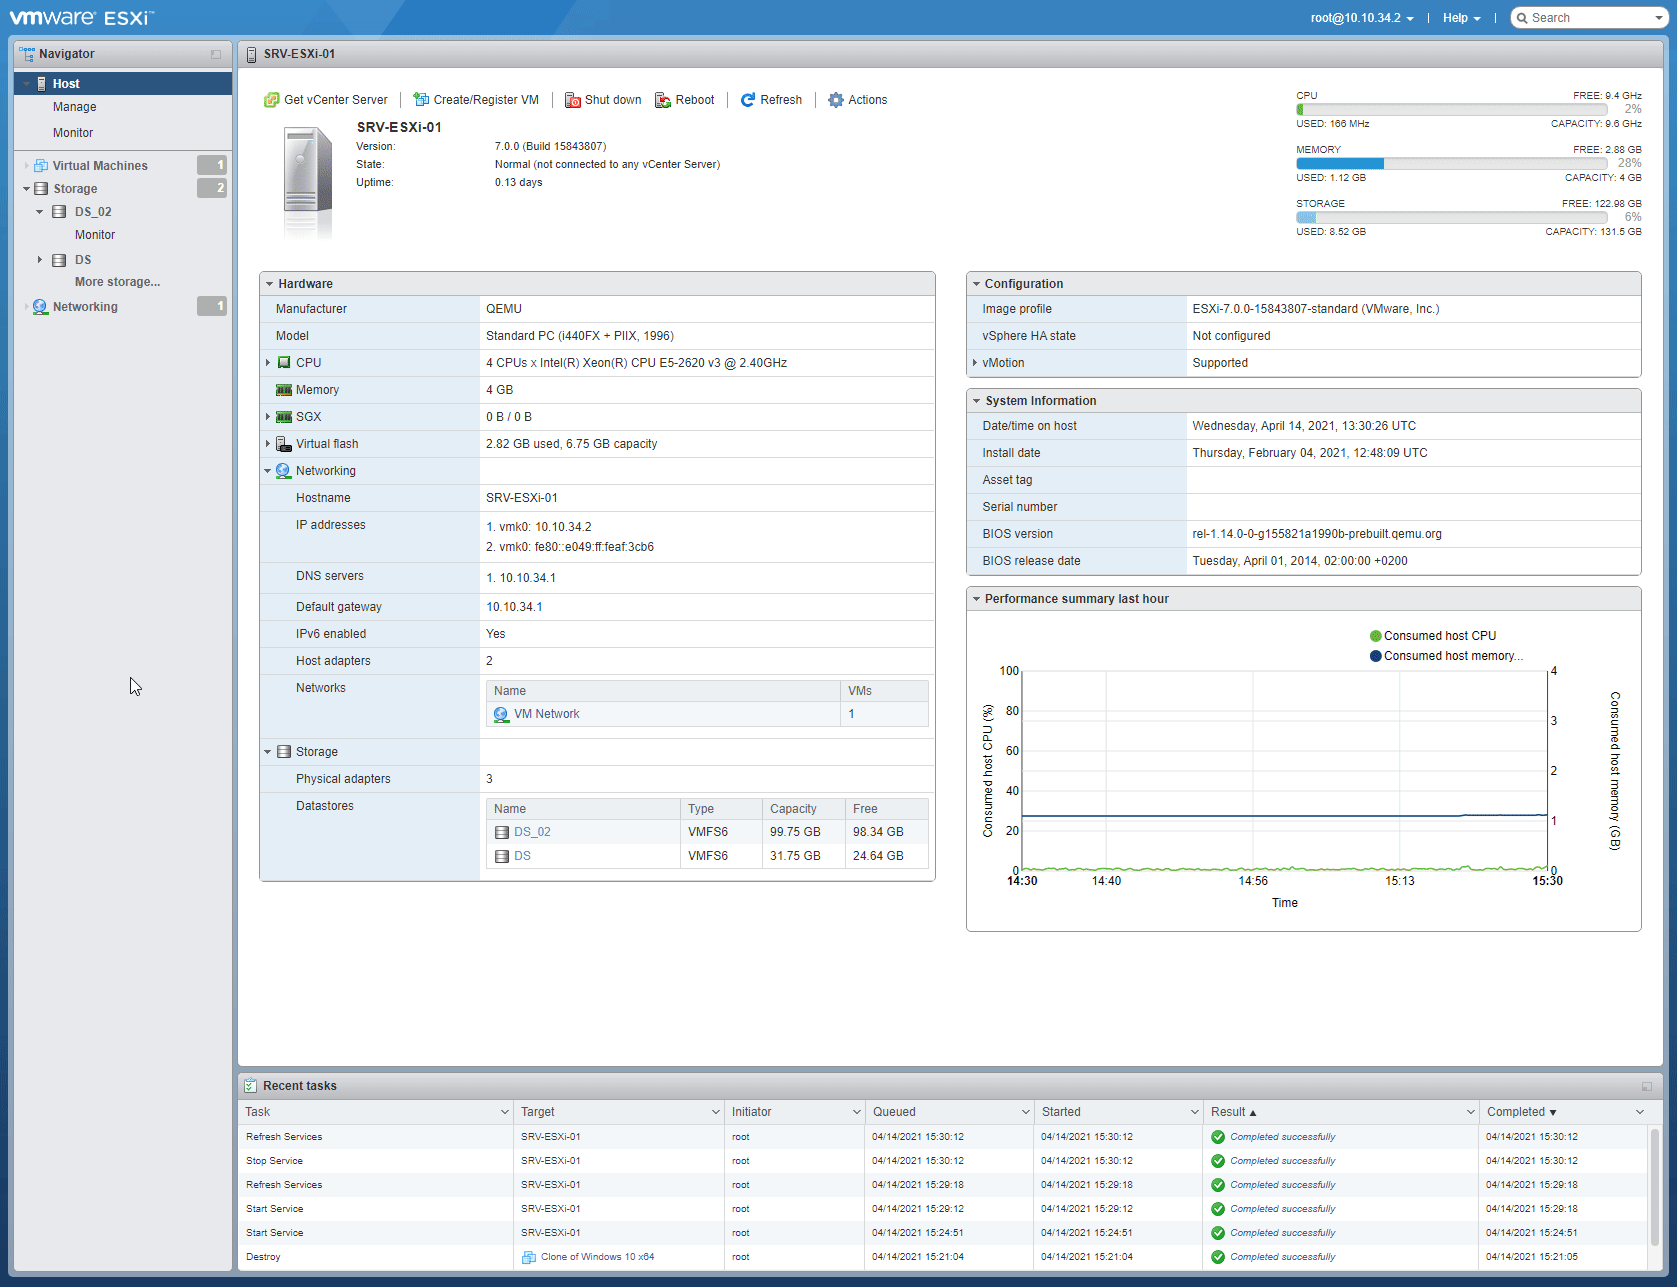 vmware ESXi™
root@10.10.34.2 | Help | Search
Navigator
Host
Manage
Monitor
Virtual Machines 1
Storage 2
DS_02
Monitor
DS
More storage...
Networking 1
SRV-ESXi-01
Get vCenter Server | Create/Register VM | Shut down Reboot | Refresh | Actions
SRV-ESXi-01
Version: 7.0.0 (Build 15843807)
State: Normal (not connected to any vCenter Server)
Uptime: 0.13 days
CPU FREE: 9.4 GHz
2%
USED: 166 MHz CAPACITY: 9.6 GHz
MEMORY FREE: 2.88 GB
28%
USED: 1.12 GB CAPACITY: 4 GB
STORAGE FREE: 122.98 GB
6%
USED: 8.52 GB CAPACITY: 131.5 GB
Hardware
Manufacturer QEMU
Model Standard PC (i440FX + PIIX, 1996)
CPU 4 CPUs x Intel(R) Xeon(R) CPU E5-2620 v3 @ 2.40GHz
Memory 4 GB
SGX 0 B / 0 B
Virtual flash 2.82 GB used, 6.75 GB capacity
Networking
Hostname SRV-ESXi-01
IP addresses 1. vmk0: 10.10.34.2
2. vmk0: fe80::e049:ff:feaf:3cb6
DNS servers 1. 10.10.34.1
Default gateway 10.10.34.1
IPv6 enabled Yes
Host adapters 2
Networks Name VMs
VM Network 1
Storage
Physical adapters 3
Datastores Name Type Capacity Free
DS_02 VMFS6 99.75 GB 98.34 GB
DS VMFS6 31.75 GB 24.64 GB
Configuration
Image profile ESXi-7.0.0-15843807-standard (VMware, Inc.)
vSphere HA state Not configured
vMotion Supported
System Information
Date/time on host Wednesday, April 14, 2021, 13:30:26 UTC
Install date Thursday, February 04, 2021, 12:48:09 UTC
Asset tag
Serial number
BIOS version rel-1.14.0-0-g155821a1990b-prebuilt.qemu.org
BIOS release date Tuesday, April 01, 2014, 02:00:00 +0200
Performance summary last hour
Consumed host CPU
Consumed host memory...
Consumed host CPU (%)
100
80
60
40
20
0
4
3
2
1
0
Consumed host memory (GB)
14:30 14:40 14:56 15:13 15:30
Time
Recent tasks
Task Target Initiator Queued Started Result ▲ Completed ▼
Refresh Services SRV-ESXi-01 root 04/14/2021 15:30:12 04/14/2021 15:30:12 Completed successfully 04/14/2021 15:30:12
Stop Service SRV-ESXi-01 root 04/14/2021 15:30:12 04/14/2021 15:30:12 Completed successfully 04/14/2021 15:30:12
Refresh Services SRV-ESXi-01 root 04/14/2021 15:29:18 04/14/2021 15:29:18 Completed successfully 04/14/2021 15:29:18
Start Service SRV-ESXi-01 root 04/14/2021 15:29:12 04/14/2021 15:29:12 Completed successfully 04/14/2021 15:29:18
Start Service SRV-ESXi-01 root 04/14/2021 15:24:51 04/14/2021 15:24:51 Completed successfully 04/14/2021 15:24:51
Destroy Clone of Windows 10 x64 root 04/14/2021 15:21:04 04/14/2021 15:21:04 Completed successfully 04/14/2021 15:21:05